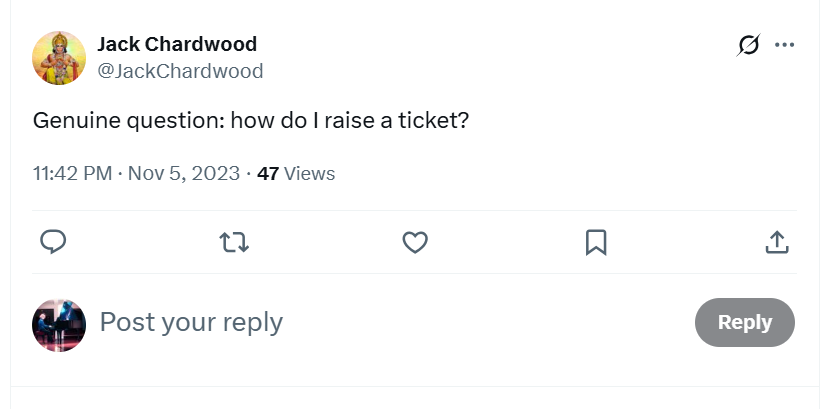 Jack Chardwood
@JackChardwood
Genuine question: how do I raise a ticket?
11:42 PM · Nov 5, 2023 · 47 Views
Post your reply
Reply